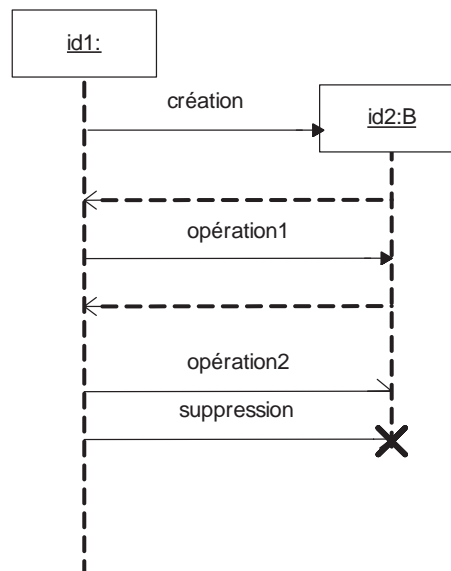 id1:
création
id2:B
opération1
opération2
suppression